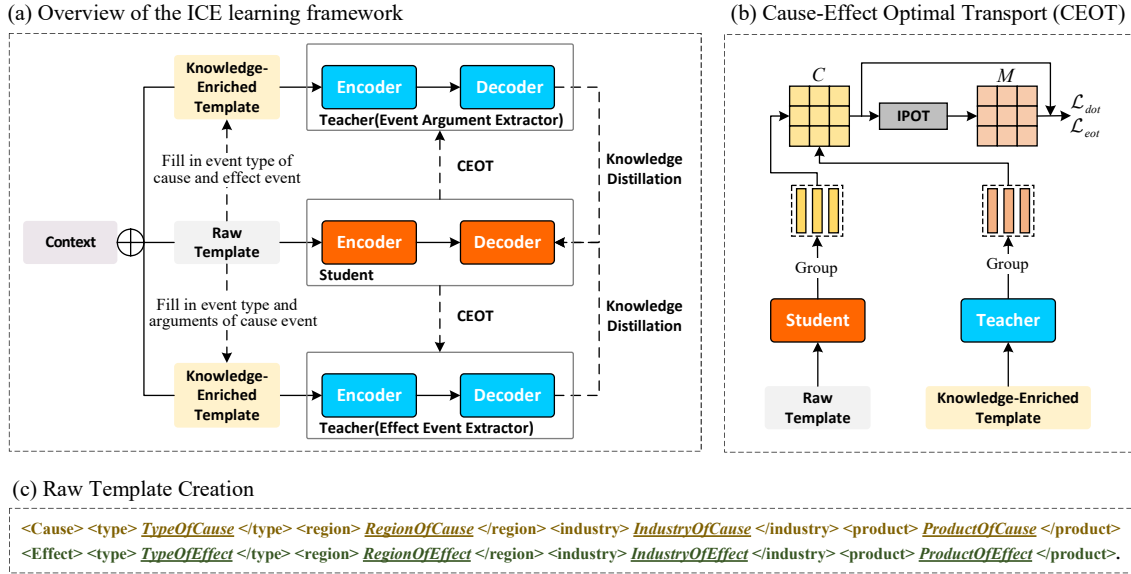 (a) Overview of the ICE learning framework
Knowledge-
Enriched
Template
Encoder
Decoder
Teacher(Event Argument Extractor)
Fill in event type of
cause and effect event
CEOT
Knowledge
Distillation
Context
Raw
Template
Encoder
Decoder
Student
Fill in event type and
arguments of cause event
CEOT
Knowledge
Distillation
Knowledge-
Enriched
Template
Encoder
Decoder
Teacher(Effect Event Extractor)
(b) Cause-Effect Optimal Transport (CEOT)
C
M
IPOT
ℒdot
ℒeot
Group
Group
Student
Teacher
Raw
Template
Knowledge-Enriched
Template
(c) Raw Template Creation
<Cause> <type> TypeOfCause </type> <region> RegionOfCause </region> <industry> IndustryOfCause </industry> <product> ProductOfCause </product>
<Effect> <type> TypeOfEffect </type> <region> RegionOfEffect </region> <industry> IndustryOfEffect </industry> <product> ProductOfEffect </product>.